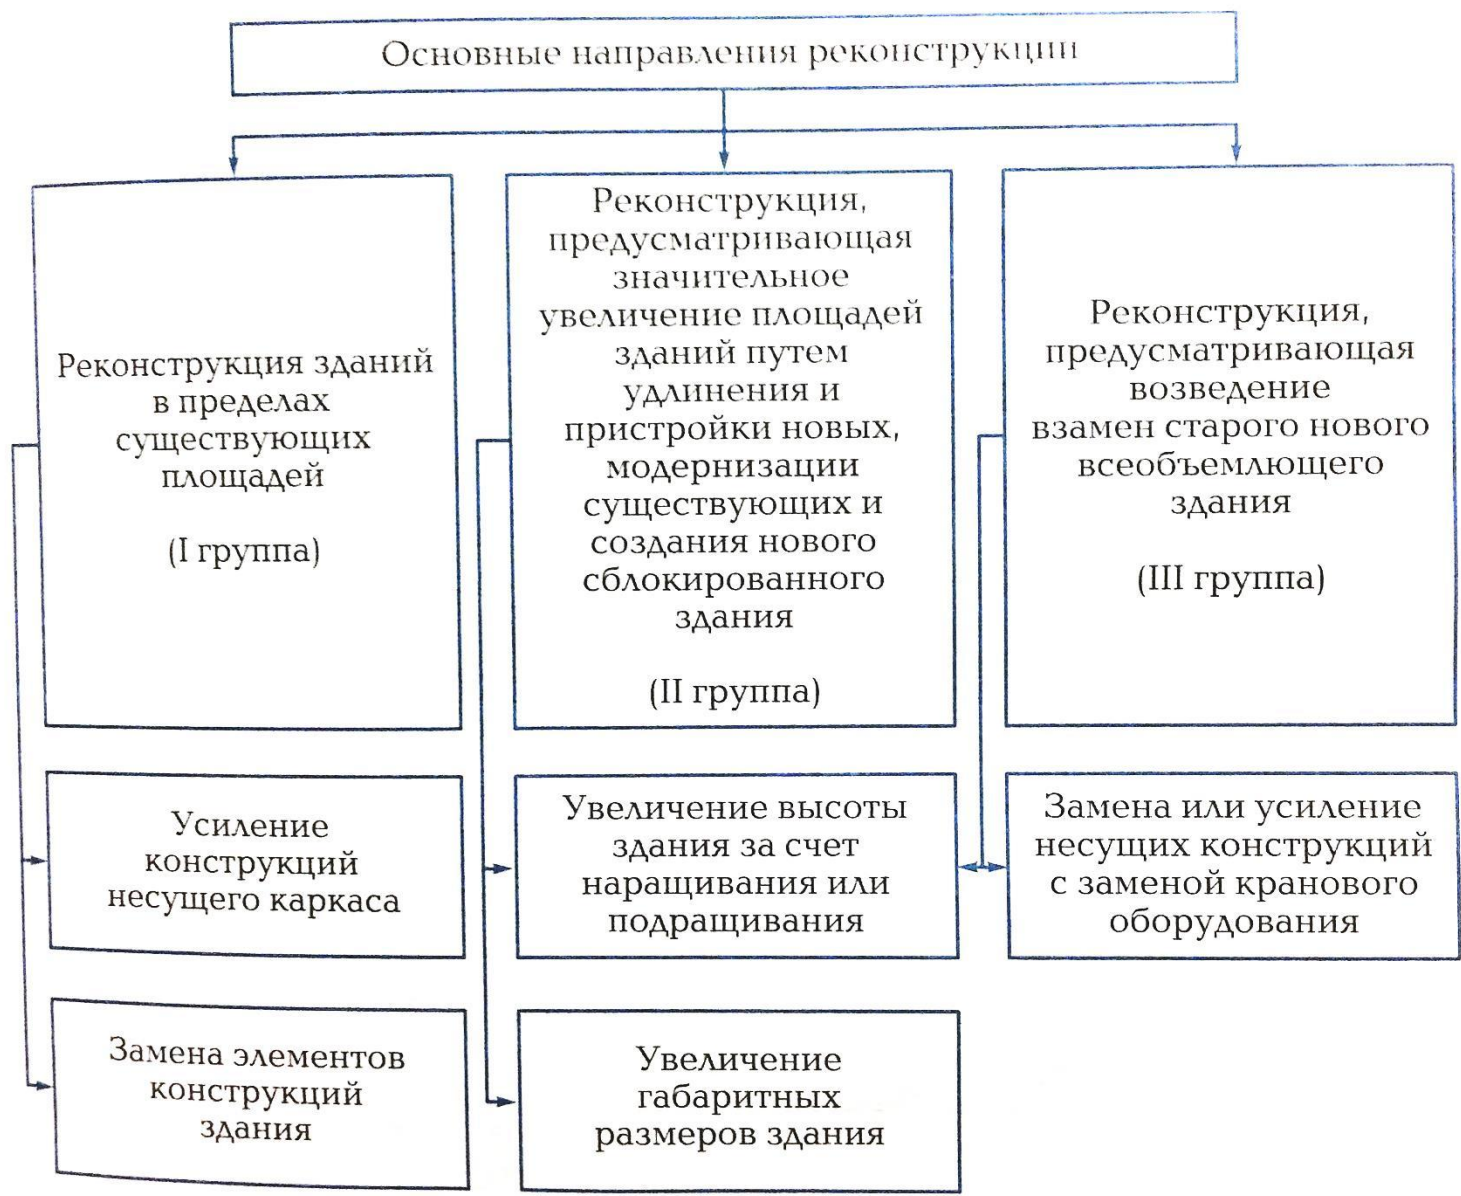 Основные направления реконструкции
Реконструкция зданий
в пределах
существующих
площадей
(I группа)
Реконструкция,
предусматривающая
значительное
увеличение площадей
зданий путем
удлинения и
пристройки новых,
модернизации
существующих и
создания нового
сблокированного
здания
(II группа)
Реконструкция,
предусматривающая
возведение
взамен старого нового
всеобъемлющего
здания
(III группа)
Усиление
конструкций
несущего каркаса
Увеличение высоты
здания за счет
наращивания или
подращивания
Замена или усиление
несущих конструкций
с заменой кранового
оборудования
Замена элементов
конструкций
здания
Увеличение
габаритных
размеров здания